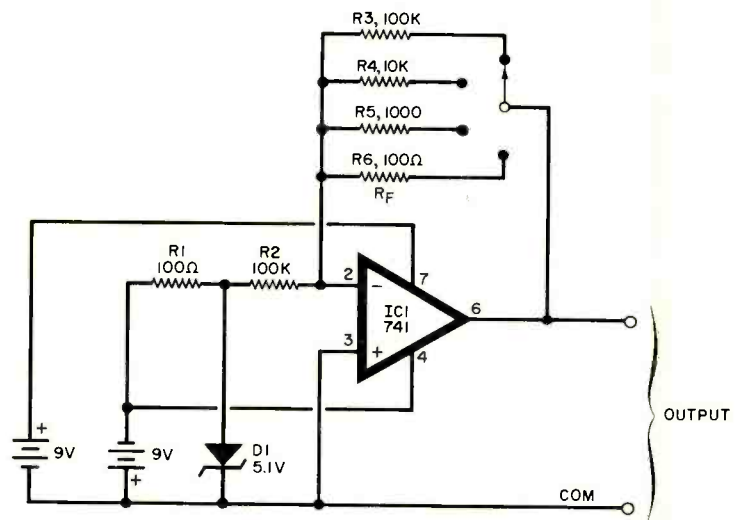 R3, 100K
R4, 10K
R5, 1000
R6, 100Ω
RF
R1
100Ω
R2
100K
2
-
7
IC1
741
6
3
+
4
+
9V
9V
+
D1
5.1V
OUTPUT
COM